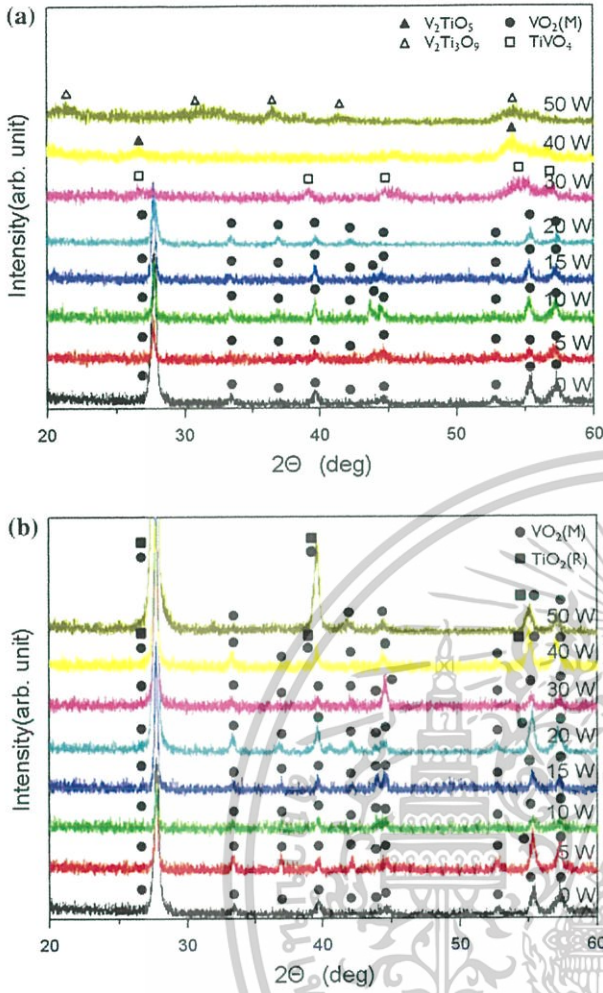 (a)
▲ V₂TiO₅ ● VO₂(M)
△ V₂Ti₃O₉ □ TiVO₄
Intensity(arb. unit)
50 W
40 W
30 W
20 W
15 W
10 W
5 W
0 W
20 30 40 50 60
2Θ (deg)
(b)
● VO₂(M)
■ TiO₂(R)
Intensity(arb. unit)
50 W
40 W
30 W
20 W
15 W
10 W
5 W
0 W
20 30 40 50 60
2Θ (deg)